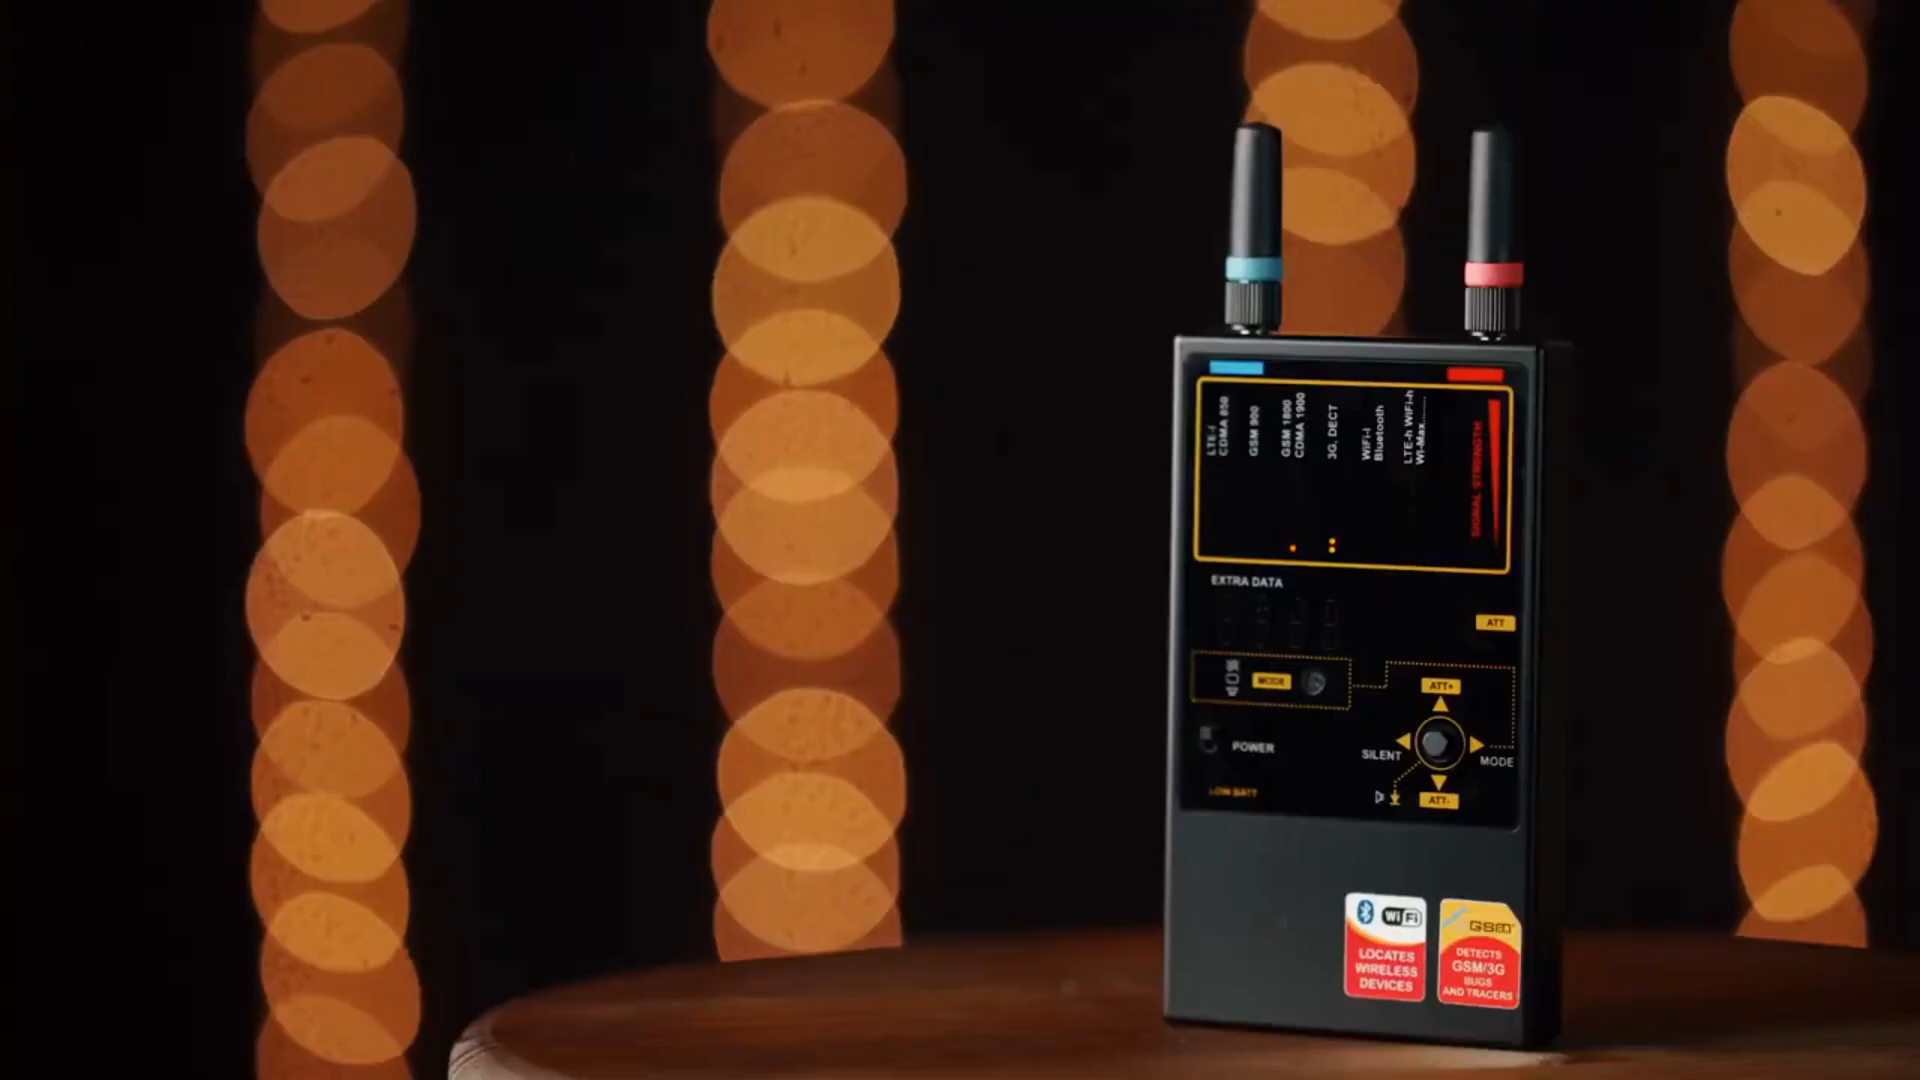 LTE-l
CDMA 850
GSM 900
GSM 1800
CDMA 1900
3G, DECT
WiFi-l
Bluetooth
LTE-h WiFi-h
Wi-Max........
SIGNAL STRENGTH
EXTRA DATA
ATT
MODE
ATT+
POWER
SILENT
MODE
LOW BATT
ATT-
WiFi
LOCATES
WIRELESS
DEVICES
GSM
DETECTS
GSM/3G
BUGS
AND TRACERS